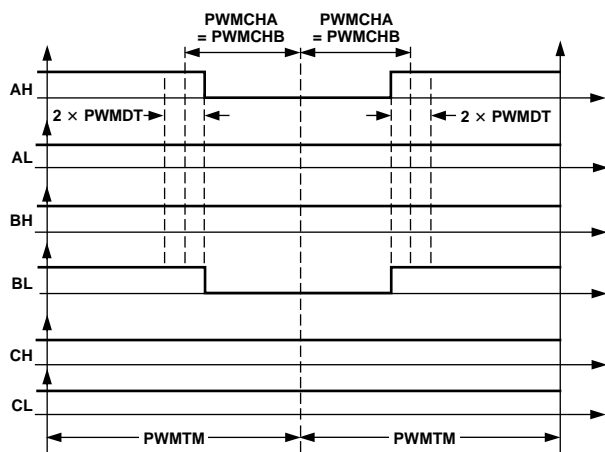 PWMCHA PWMCHA
= PWMCHB = PWMCHB
AH
2 × PWMDT 2 × PWMDT
AL
BH
BL
CH
CL
PWMTM PWMTM